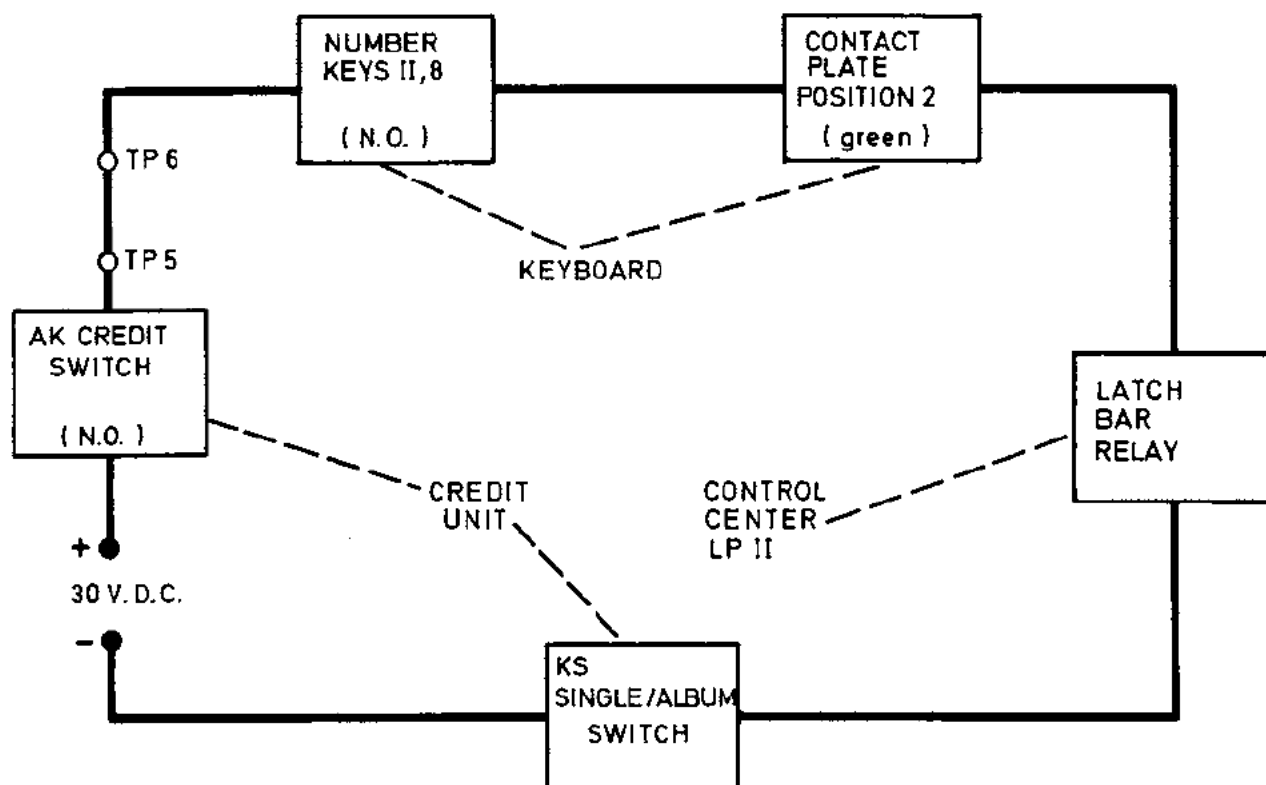 NUMBER
KEYS II,8
( N.O. )
CONTACT
PLATE
POSITION 2
( green )
TP 6
TP 5
KEYBOARD
AK CREDIT
SWITCH
( N.O. )
LATCH
BAR
RELAY
CREDIT
UNIT
CONTROL
CENTER
LP II
+
30 V. D.C.
-
KS
SINGLE/ALBUM
SWITCH